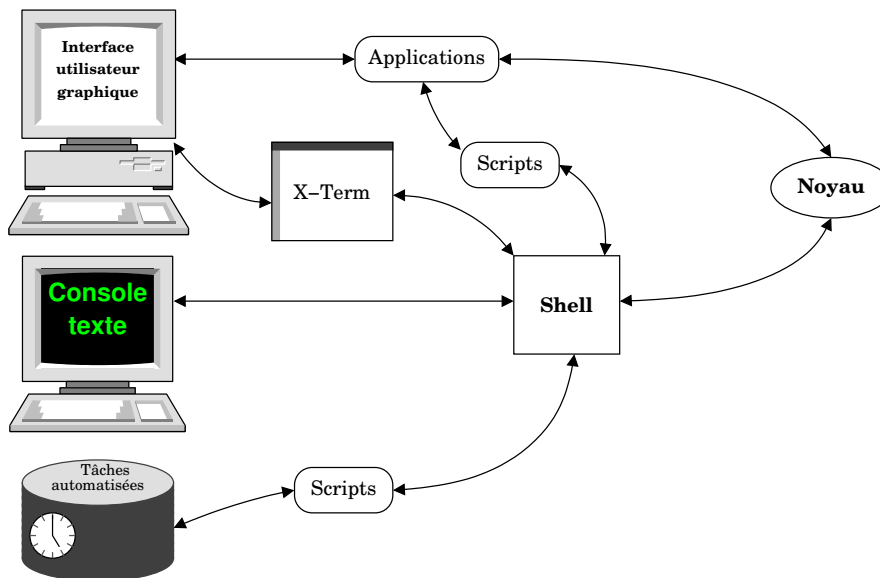 Interface
utilisateur
graphique
Applications
Scripts
X–Term
Noyau
Console
texte
Shell
Tâches
automatisées
Scripts